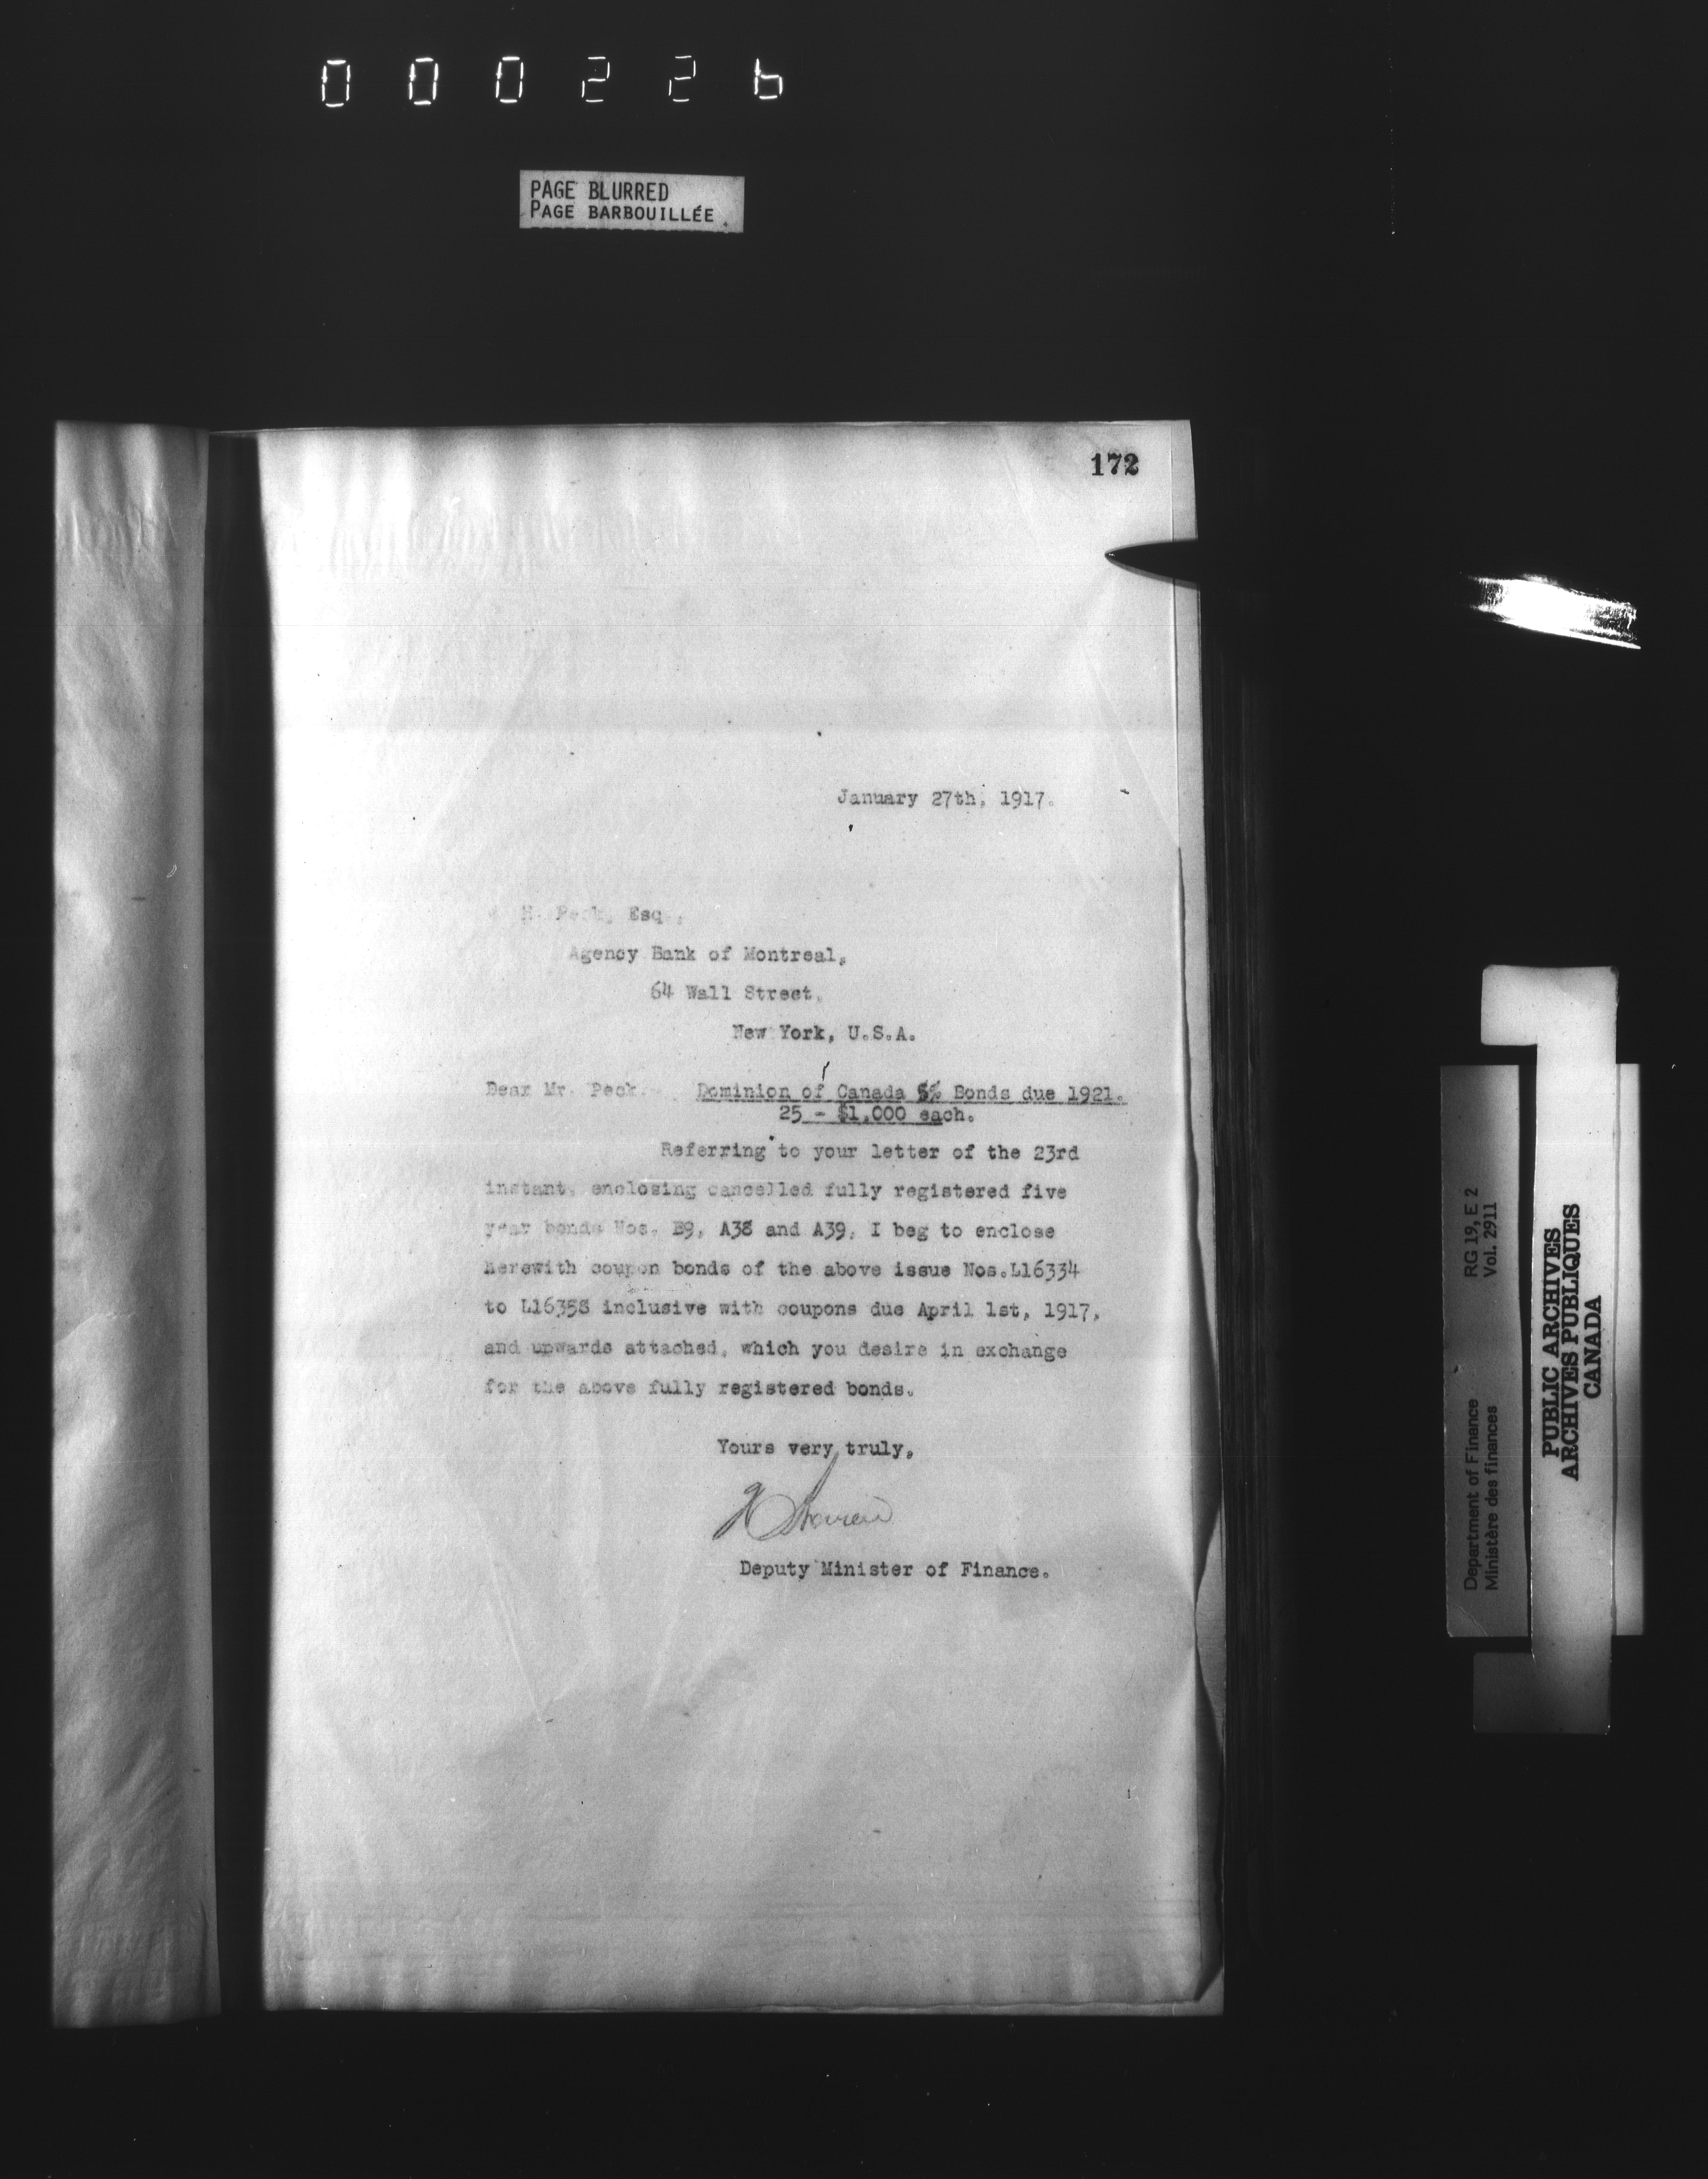 000226
PAGE BLURRED
PAGE BARBOUILLÉE
172
January 27th, 1917.
H. Peck, Esq.,
Agency Bank of Montreal,
64 Wall Street,
New York, U.S.A.
Dear Mr. Peck. Dominion of Canada 5% Bonds due 1921.
25 - $1,000 each.
Referring to your letter of the 23rd
instant, enclosing cancelled fully registered five
year bonds Nos. B9, A38 and A39, I beg to enclose
herewith coupon bonds of the above issue Nos.L16334
to L16358 inclusive with coupons due April 1st, 1917,
and upwards attached, which you desire in exchange
for the above fully registered bonds.
Yours very truly,
Deputy Minister of Finance.
Department of Finance RG 19, E 2
Ministère des finances Vol. 2911
PUBLIC ARCHIVES
ARCHIVES PUBLIQUES
CANADA